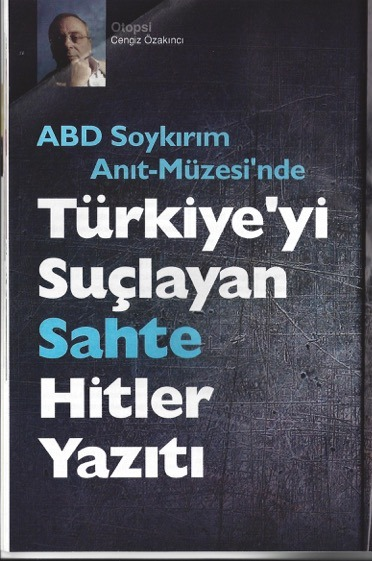 Otopsi
Cengiz Özakıncı
ABD Soykırım
Anıt-Müzesi'nde
Türkiye'yi
Suçlayan
Sahte
Hitler
Yazıtı